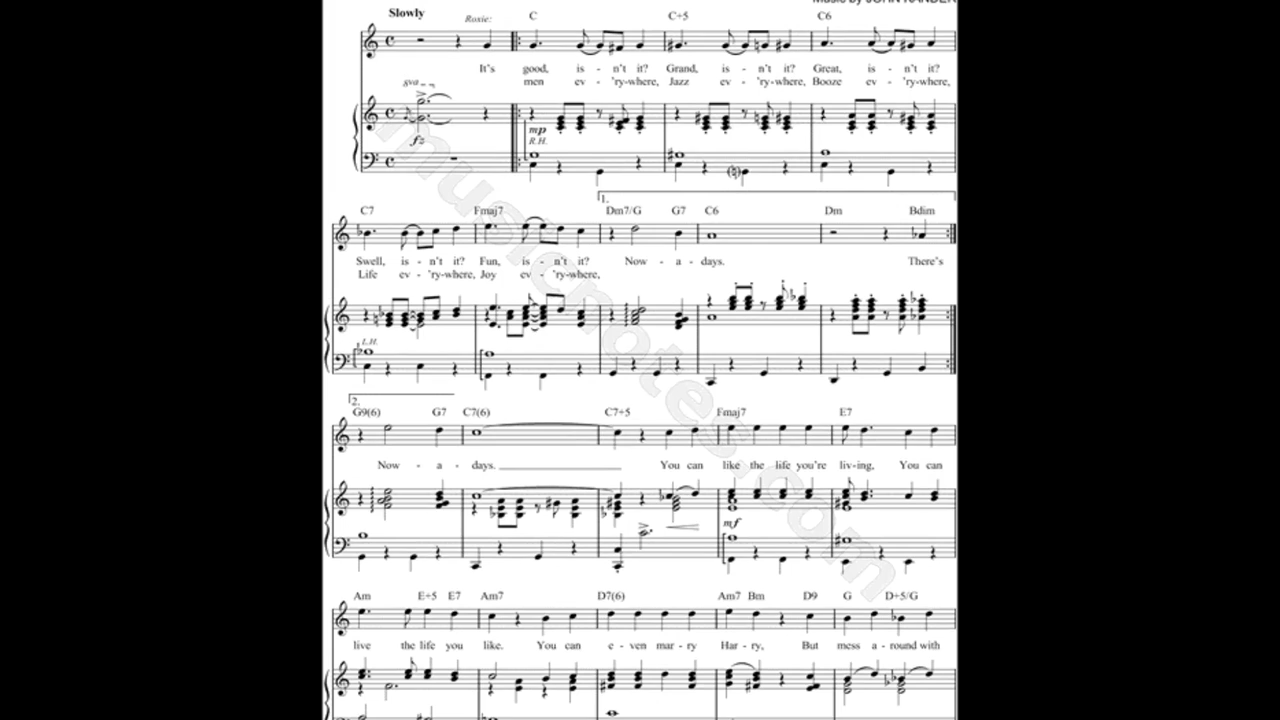 Music by JOHN KANDER
Slowly
Roxie:
C C+5 C6
It's good, is - n't it? Grand, is - n't it? Great, is - n't it?
men ev - 'ry-where, Jazz ev - 'ry-where, Booze ev - 'ry-where,
8va
fz
mp
R.H.
1.
C7 Fmaj7 Dm7/G G7 C6 Dm Bdim
Swell, is - n't it? Fun, is - n't it? Now - a - days. There's
Life ev - 'ry-where, Joy ev - 'ry-where,
L.H.
2.
G9(6) G7 C7(6) C7+5 Fmaj7 E7
Now - a - days. You can like the life you're liv-ing, You can
mf
Am E+5 E7 Am7 D7(6) Am7 Bm D9 G D+5/G
live the life you like. You can e - ven mar - ry Har - ry, But mess a - round with
musicnotes.com